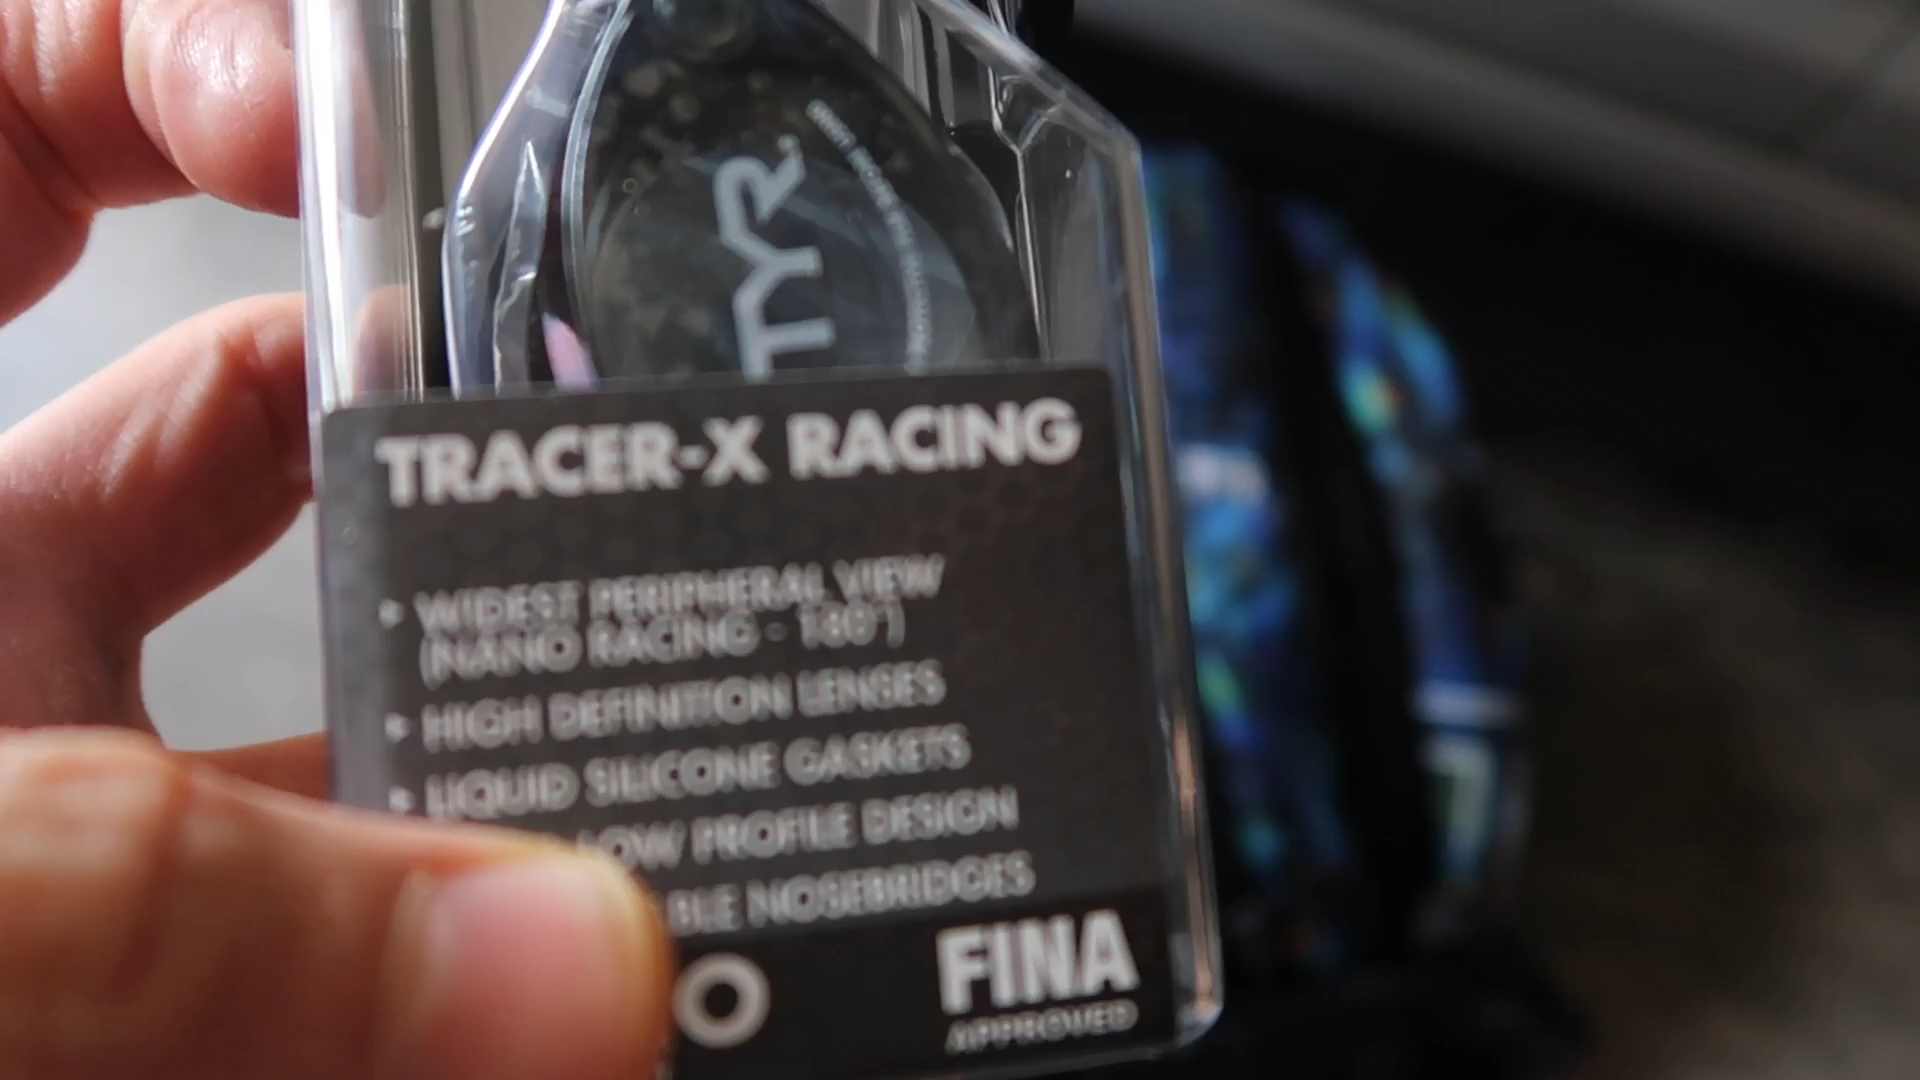 TYR
TRACER-X RACING
• WIDEST PERIPHERAL VIEW
(NANO RACING - 180°)
• HIGH DEFINITION LENSES
• LIQUID SILICONE GASKETS
LOW PROFILE DESIGN
BLE NOSEBRIDGES
FINA
APPROVED